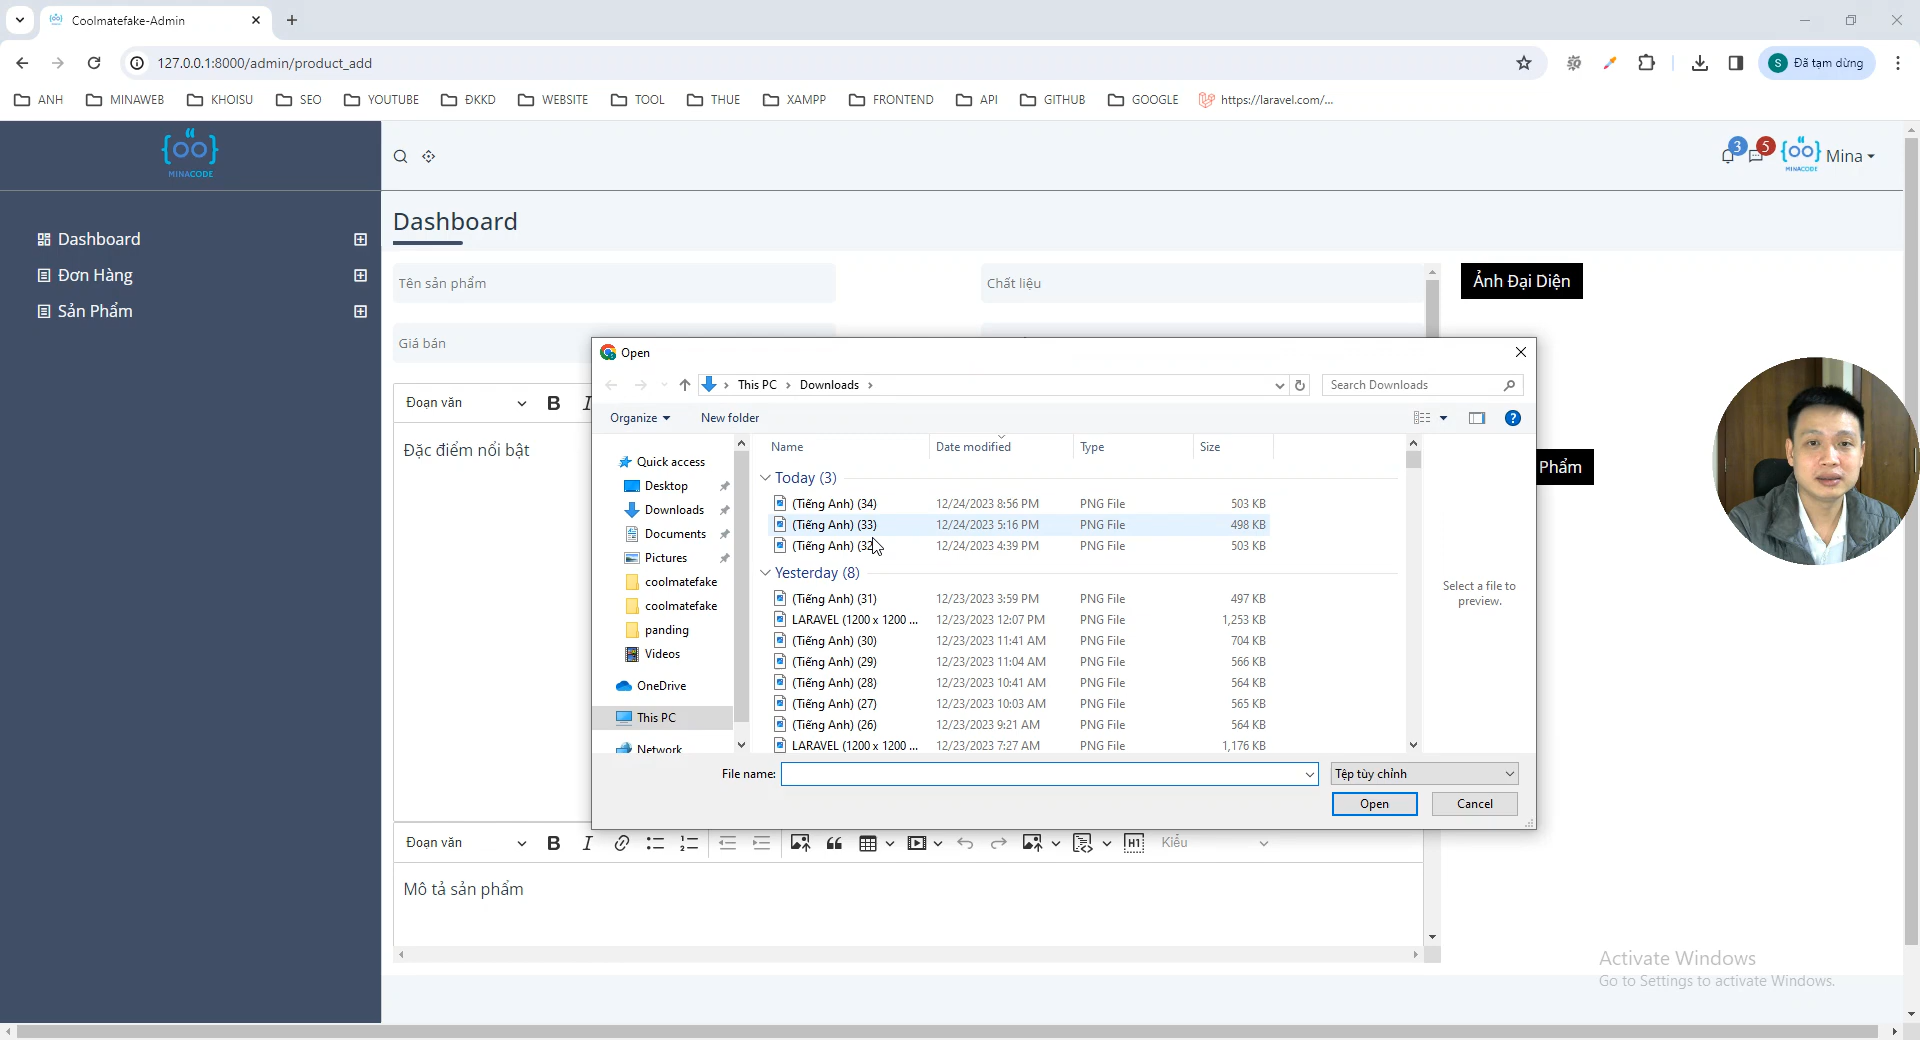 Coolmatefake-Admin
127.0.0.1:8000/admin/product_add
S Đã tạm dừng
ANH MINAWEB KHOISU SEO YOUTUBE ĐKKD WEBSITE TOOL THUE XAMPP FRONTEND API GITHUB GOOGLE https://laravel.com/...
{oo}
MINACODE
3 5 {oo} Mina
MINACODE
Dashboard
Đơn Hàng
Sản Phẩm
Dashboard
Tên sản phẩm
Chất liệu
Ảnh Đại Diện
Giá bán
Phẩm
Đoạn văn B I
Đặc điểm nổi bật
Open
This PC > Downloads >
Search Downloads
Organize New folder
Quick access
Desktop
Downloads
Documents
Pictures
coolmatefake
coolmatefake
panding
Videos
OneDrive
This PC
Network
Name Date modified Type Size
Today (3)
(Tiếng Anh) (34) 12/24/2023 8:56 PM PNG File 503 KB
(Tiếng Anh) (33) 12/24/2023 5:16 PM PNG File 498 KB
(Tiếng Anh) (32) 12/24/2023 4:39 PM PNG File 503 KB
Yesterday (8)
(Tiếng Anh) (31) 12/23/2023 3:59 PM PNG File 497 KB
LARAVEL (1200 x 1200 ... 12/23/2023 12:07 PM PNG File 1,253 KB
(Tiếng Anh) (30) 12/23/2023 11:41 AM PNG File 704 KB
(Tiếng Anh) (29) 12/23/2023 11:04 AM PNG File 566 KB
(Tiếng Anh) (28) 12/23/2023 10:41 AM PNG File 564 KB
(Tiếng Anh) (27) 12/23/2023 10:03 AM PNG File 565 KB
(Tiếng Anh) (26) 12/23/2023 9:21 AM PNG File 564 KB
LARAVEL (1200 x 1200 ... 12/23/2023 7:27 AM PNG File 1,176 KB
Select a file to
preview.
File name: Tệp tùy chỉnh
Open Cancel
Đoạn văn B I H1 Kiểu
Mô tả sản phẩm
Activate Windows
Go to Settings to activate Windows.